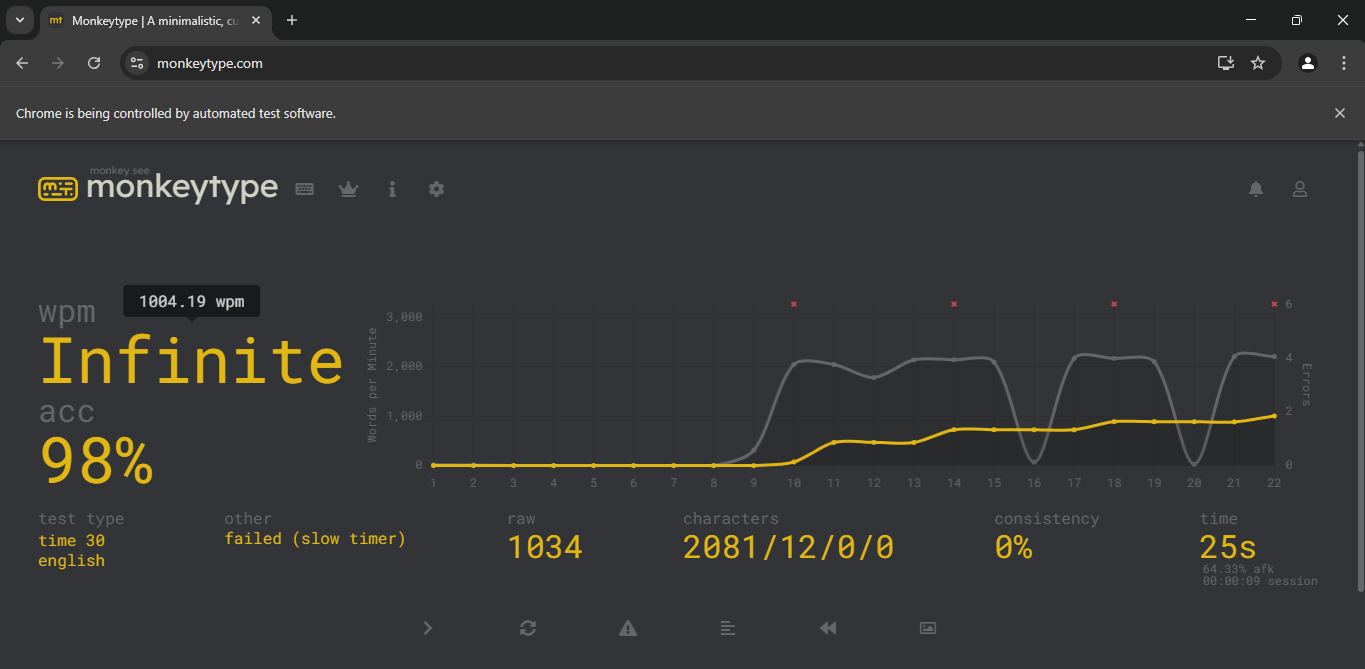 mt Monkeytype | A minimalistic, cu
monkeytype.com
Chrome is being controlled by automated test software.
monkey see
monkeytype
wpm
1004.19 wpm
Infinite
acc
98%
Words per Minute
3,000
2,000
1,000
0
6
4
2
0
Errors
1 2 3 4 5 6 7 8 9 10 11 12 13 14 15 16 17 18 19 20 21 22
test type
time 30
english
other
failed (slow timer)
raw
1034
characters
2081/12/0/0
consistency
0%
time
25s
64.33% afk
00:00:09 session